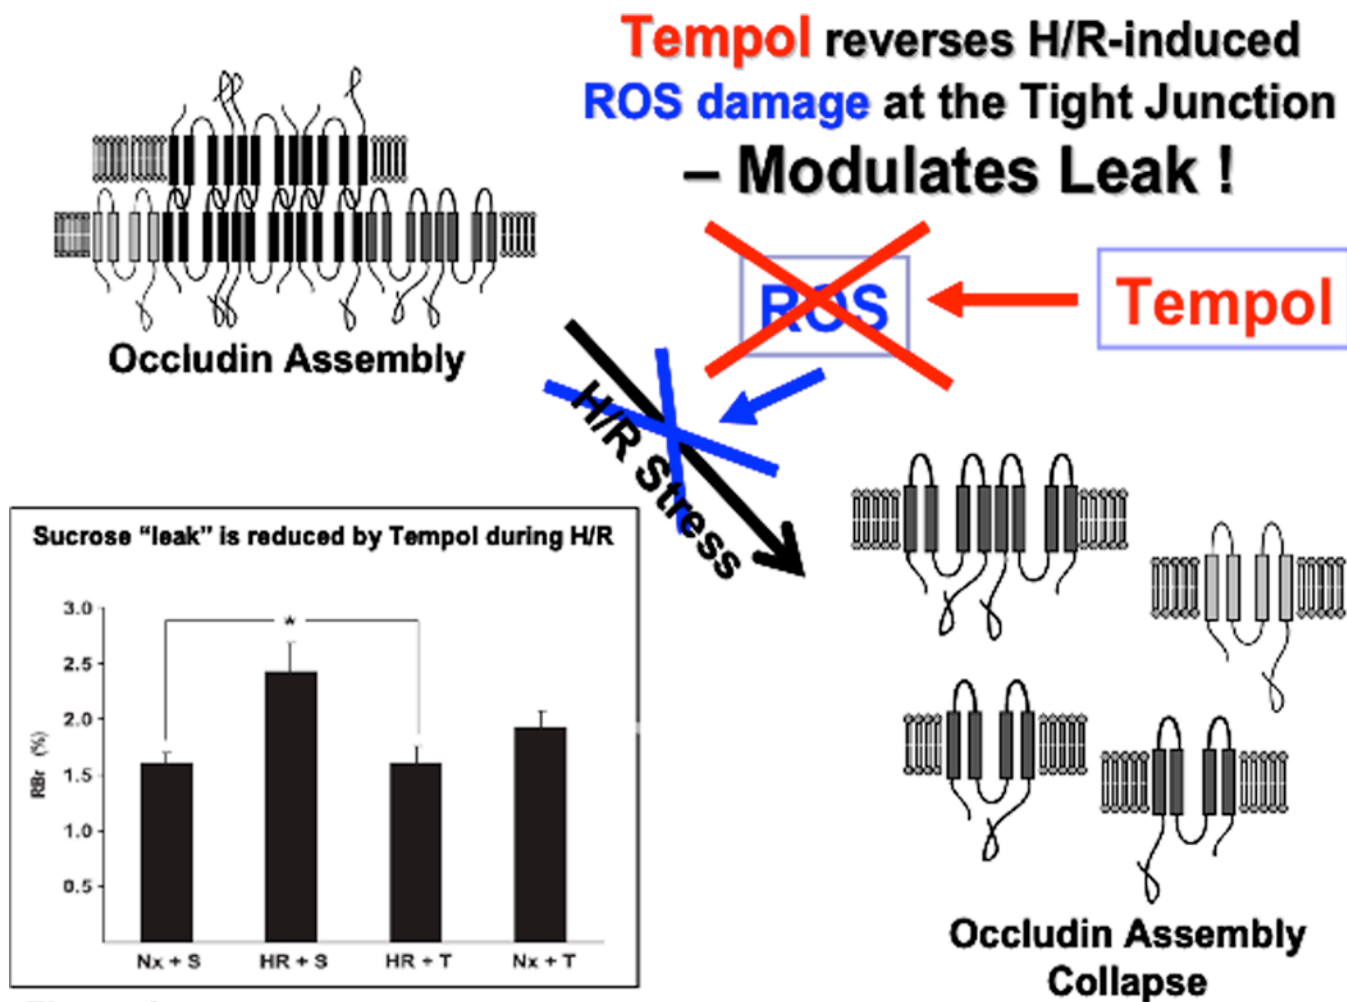 Tempol reverses H/R-induced
ROS damage at the Tight Junction
– Modulates Leak !
ROS
Tempol
Occludin Assembly
H/R Stress
Sucrose “leak” is reduced by Tempol during H/R
3.0
*
2.5
2.0
1.5
1.0
0.5
RBr (%)
Nx + S HR + S HR + T Nx + T
Occludin Assembly
Collapse